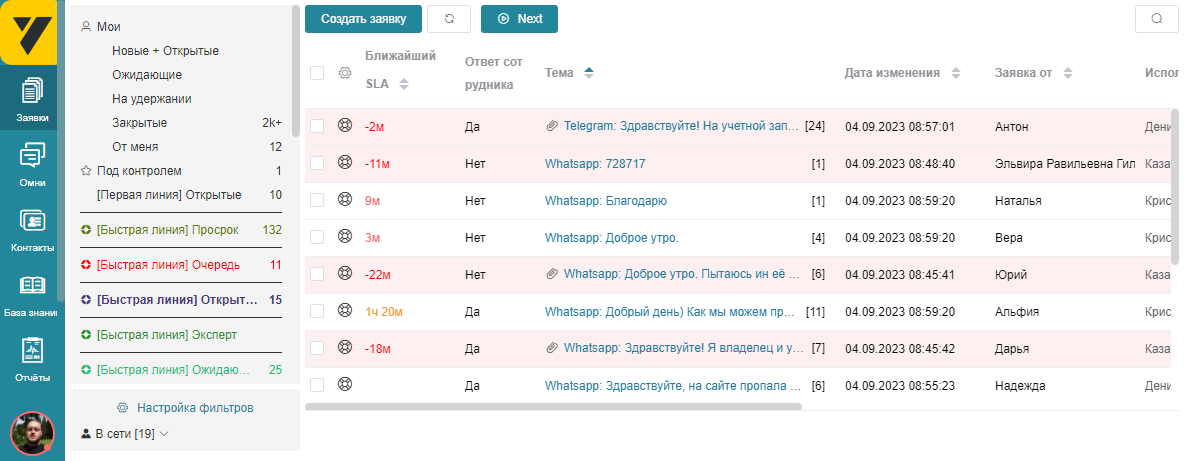 Заявки
Омни
Контакты
База знани
Отчёты
Мои
Новые + Открытые
Ожидающие
На удержании
Закрытые 2k+
От меня 12
Под контролем 1
[Первая линия] Открытые 10
[Быстрая линия] Просрок 132
[Быстрая линия] Очередь 11
[Быстрая линия] Открыт... 15
[Быстрая линия] Эксперт
[Быстрая линия] Ожидаю... 25
Настройка фильтров
В сети [19]
Создать заявку Next
Ближайший SLA Ответ сот рудника Тема Дата изменения Заявка от Испол
-2м Да Telegram: Здравствуйте! На учетной зап... [24] 04.09.2023 08:57:01 Антон Дени
-11м Нет Whatsapp: 728717 [1] 04.09.2023 08:48:40 Эльвира Равильевна Гил Каза
9м Нет Whatsapp: Благодарю [1] 04.09.2023 08:59:20 Наталья Крис
3м Нет Whatsapp: Доброе утро. [4] 04.09.2023 08:59:20 Вера Крис
-22м Нет Whatsapp: Доброе утро. Пытаюсь ин её ... [6] 04.09.2023 08:45:41 Юрий Каза
1ч 20м Да Whatsapp: Добрый день) Как мы можем пр... [11] 04.09.2023 08:59:20 Альфия Крис
-18м Да Whatsapp: Здравствуйте! Я владелец и у... [7] 04.09.2023 08:45:42 Дарья Каза
Да Whatsapp: Здравствуйте, на сайте пропала ... [6] 04.09.2023 08:55:23 Надежда Дени